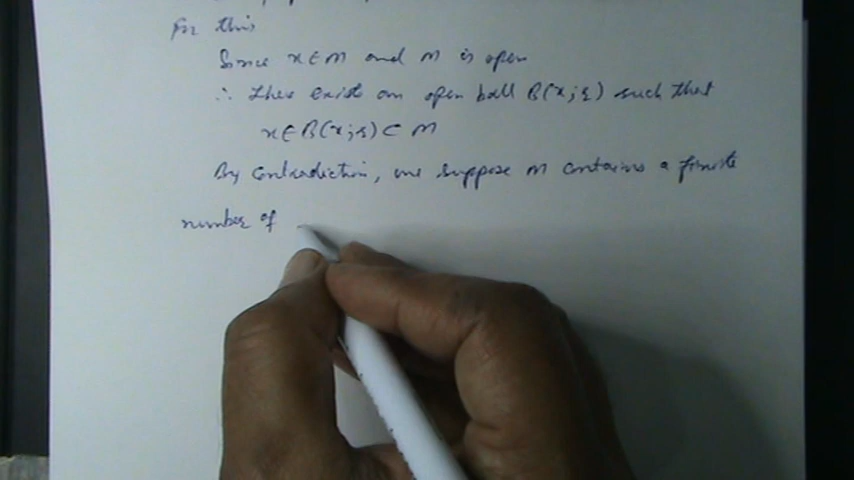 For this
Since x ∈ M and M is open
∴ there exists an open ball B(x;r) such that
x ∈ B(x;r) ⊂ M
By contradiction, we suppose M contains a finite
number of